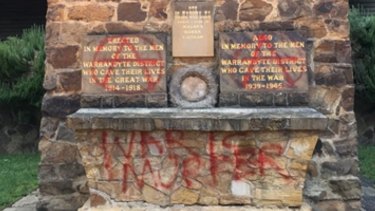 ERECTED
IN MEMORY TO THE MEN
OF THE
WARRANDYTE DISTRICT
WHO GAVE THEIR LIVES
IN THE GREAT WAR
1914-1918.
ALSO
IN MEMORY TO THE MEN
OF THE
WARRANDYTE DISTRICT
WHO GAVE THEIR LIVES
IN THE WAR
1939-1945
WAR IS
MURDER